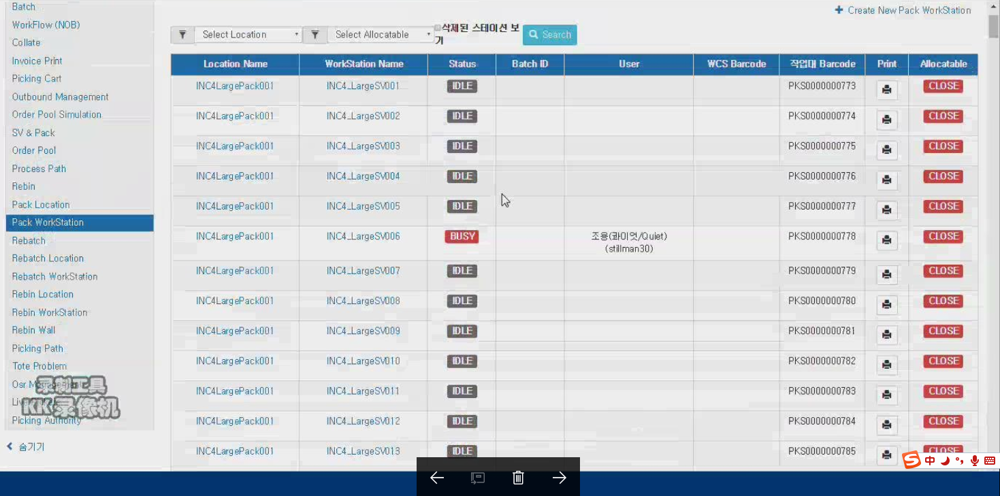 Batch
WorkFlow (NOB)
Collate
Invoice Print
Picking Cart
Outbound Management
Order Pool Simulation
SV & Pack
Order Pool
Process Path
Rebin
Pack Location
Pack WorkStation
Rebatch
Rebatch Location
Rebatch WorkStation
Rebin Location
Rebin WorkStation
Rebin Wall
Picking Path
Tote Problem
Osr
Picking Authority
录制工具
KK录像机
숨기기
Create New Pack WorkStation
Select Location
Select Allocatable
삭제된 스테이션 보
기
Search
Location Name WorkStation Name Status Batch ID User WCS Barcode 작업대 Barcode Print Allocatable
INC4LargePack001 INC4_LargeSV001 IDLE PKS0000000773 CLOSE
INC4LargePack001 INC4_LargeSV002 IDLE PKS0000000774 CLOSE
INC4LargePack001 INC4_LargeSV003 IDLE PKS0000000775 CLOSE
INC4LargePack001 INC4_LargeSV004 IDLE PKS0000000776 CLOSE
INC4LargePack001 INC4_LargeSV005 IDLE PKS0000000777 CLOSE
INC4LargePack001 INC4_LargeSV006 BUSY 조용(콰이엇/Quiet) PKS0000000778 CLOSE
(stillman30)
INC4LargePack001 INC4_LargeSV007 IDLE PKS0000000779 CLOSE
INC4LargePack001 INC4_LargeSV008 IDLE PKS0000000780 CLOSE
INC4LargePack001 INC4_LargeSV009 IDLE PKS0000000781 CLOSE
INC4LargePack001 INC4_LargeSV010 IDLE PKS0000000782 CLOSE
INC4LargePack001 INC4_LargeSV011 IDLE PKS0000000783 CLOSE
INC4LargePack001 INC4_LargeSV012 IDLE PKS0000000784 CLOSE
INC4LargePack001 INC4_LargeSV013 IDLE PKS0000000785 CLOSE
中